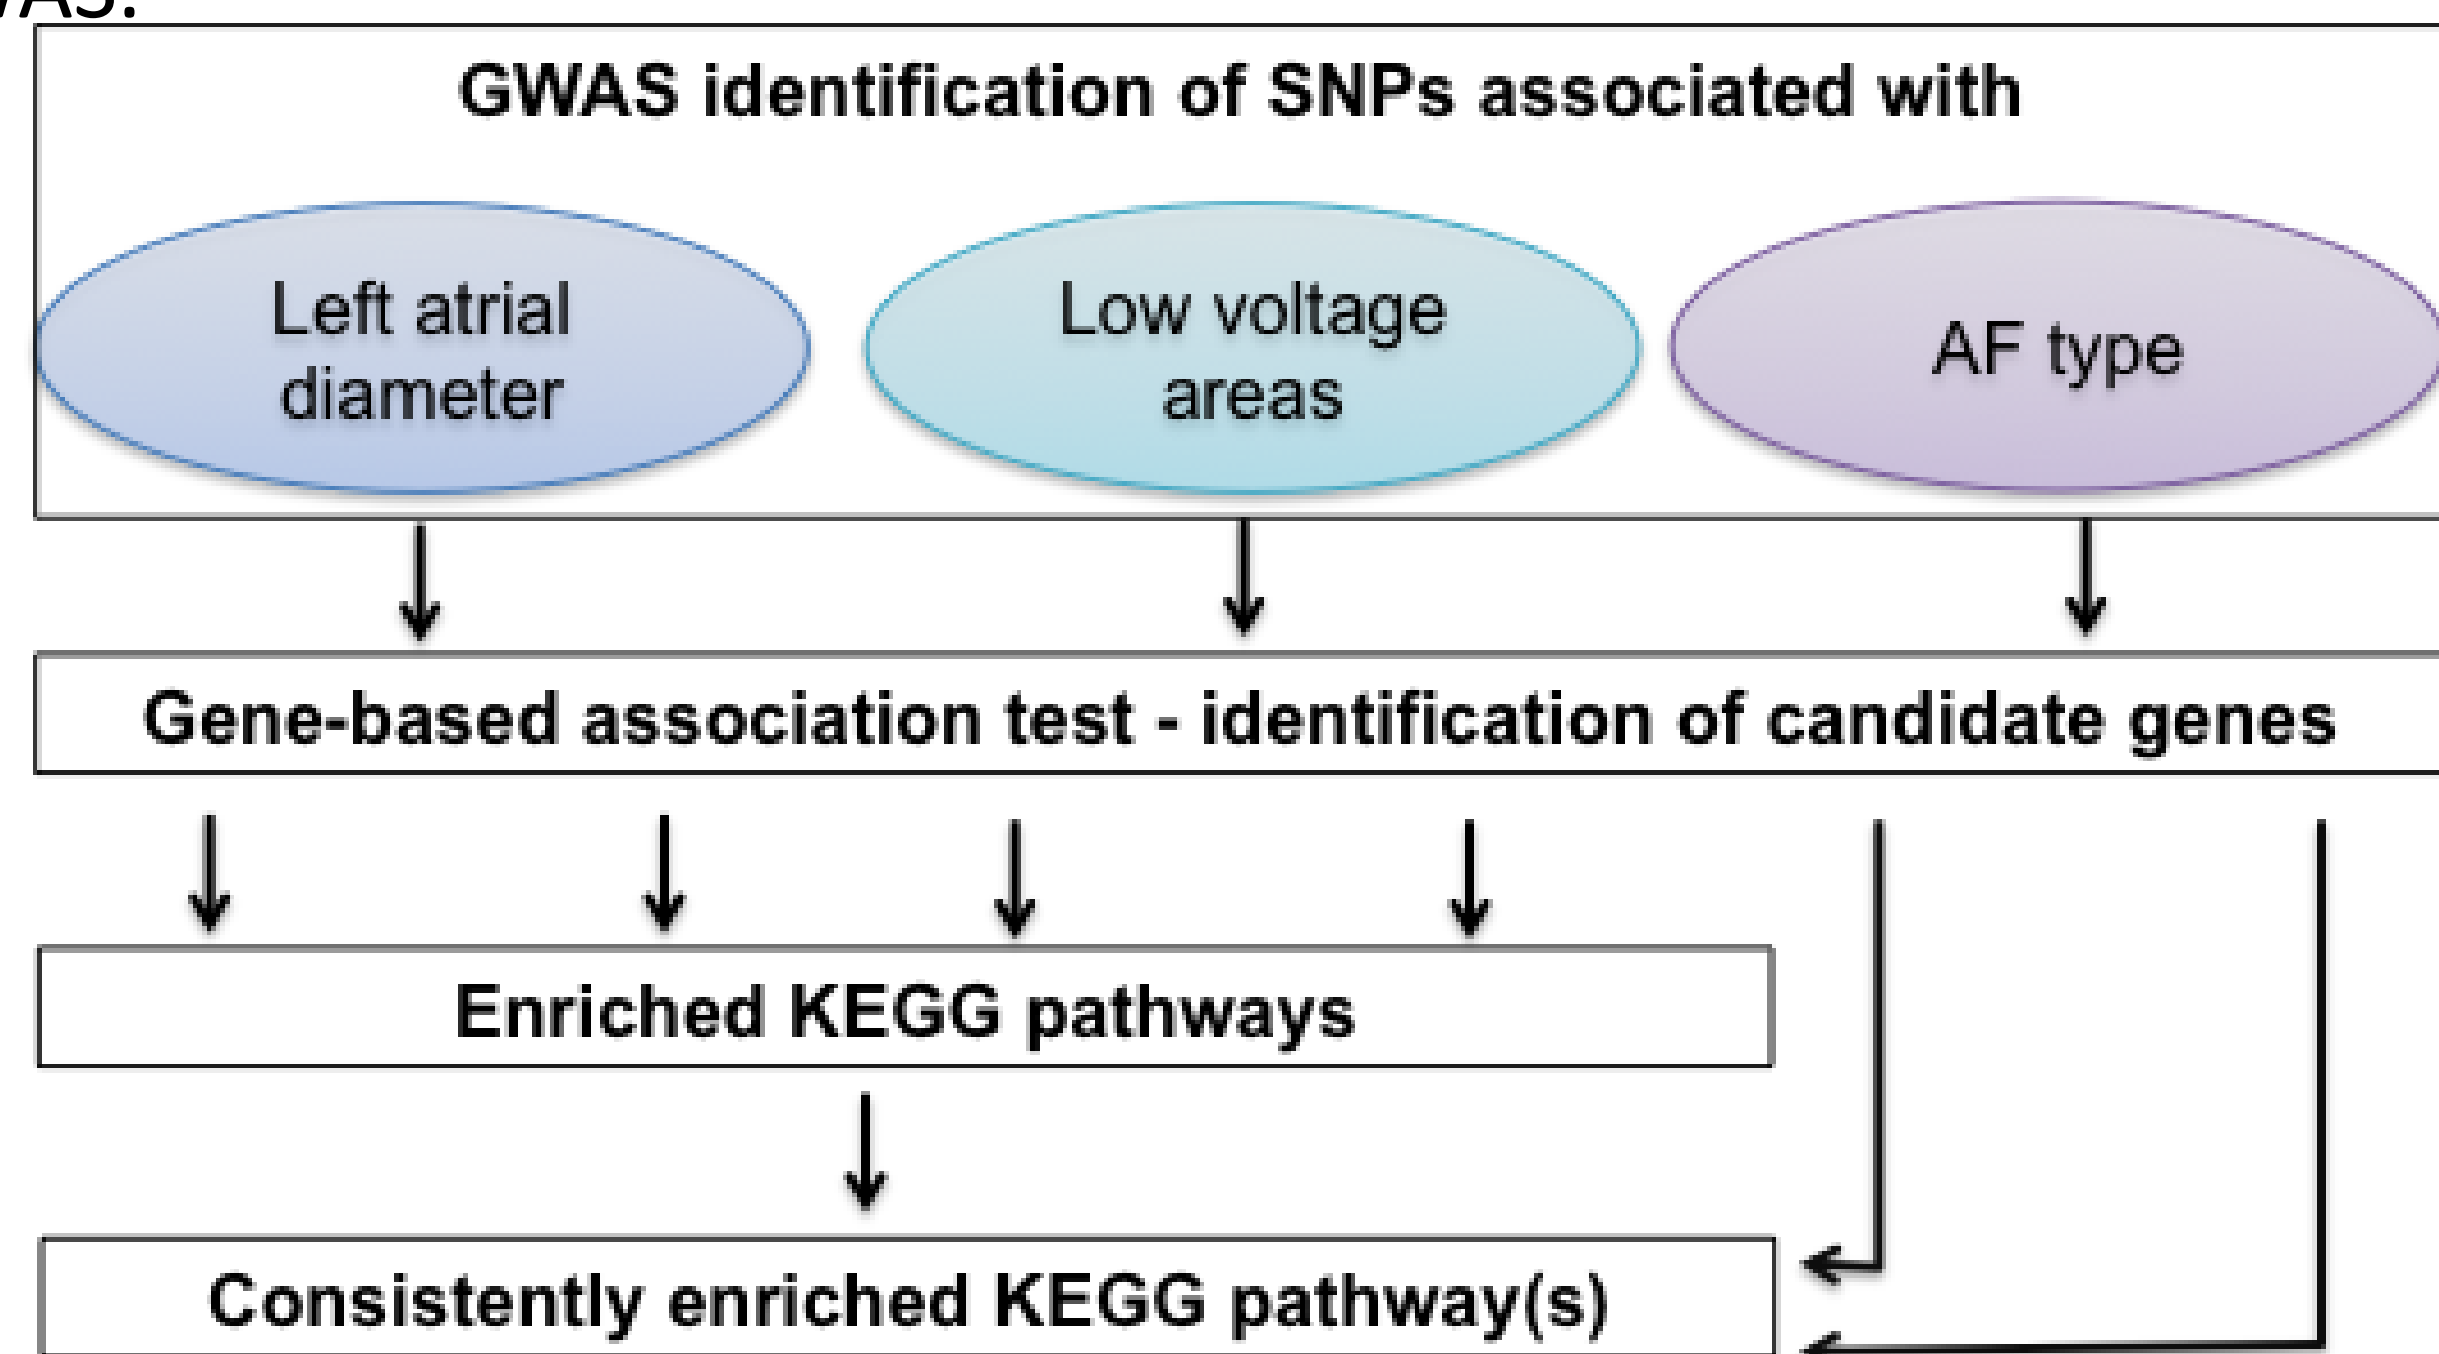 GWAS identification of SNPs associated with
Left atrial
diameter
Low voltage
areas
AF type
Gene-based association test - identification of candidate genes
Enriched KEGG pathways
Consistently enriched KEGG pathway(s)